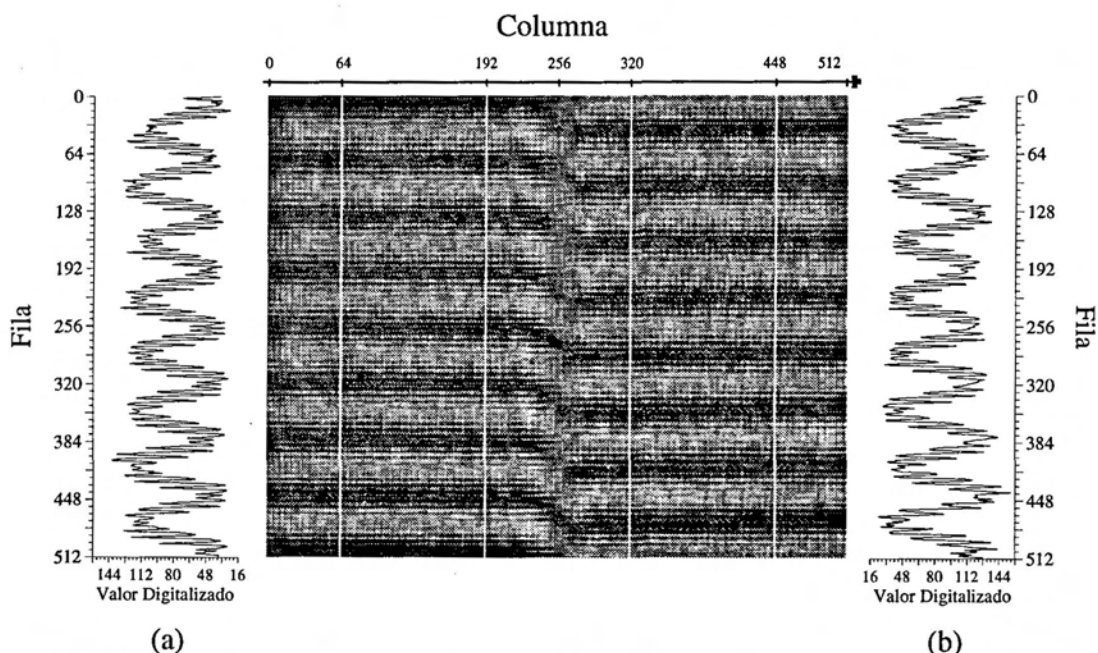 Columna
0 64 192 256 320 448 512
Fila
0
64
128
192
256
320
384
448
512
144 112 80 48 16
Valor Digitalizado
(a)
0
64
128
192
256
320
384
448
512
Fila
16 48 80 112 144
Valor Digitalizado
(b)